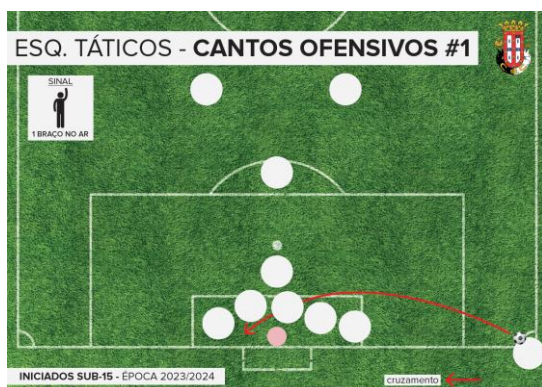 ESQ. TÁTICOS - CANTOS OFENSIVOS #1
SINAL
1 BRAÇO NO AR
INICIADOS SUB-15 - ÉPOCA 2023/2024
cruzamento -